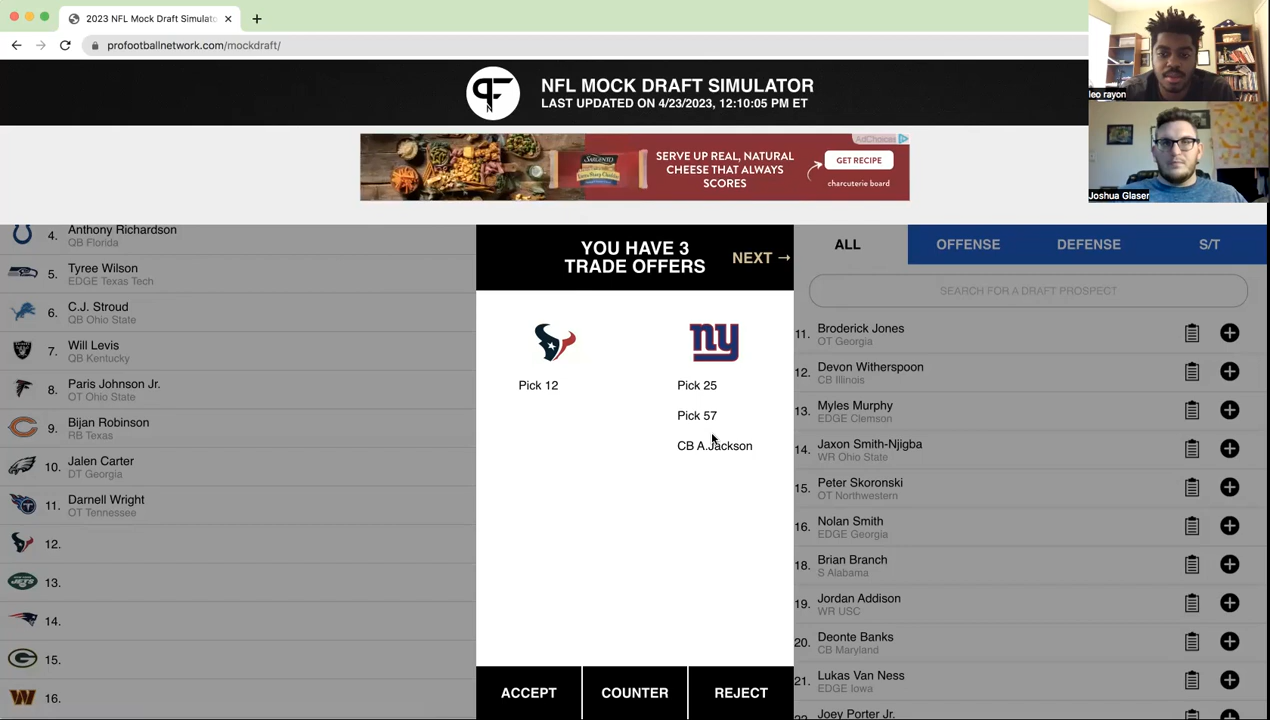 2023 NFL Mock Draft Simulato
profootballnetwork.com/mockdraft/
leo rayon
Joshua Glaser
PF
N
NFL MOCK DRAFT SIMULATOR
LAST UPDATED ON 4/23/2023, 12:10:05 PM ET
AdChoices
SARGENTO
SERVE UP REAL, NATURAL
CHEESE THAT ALWAYS
SCORES
GET RECIPE
charcuterie board
4. Anthony Richardson
QB Florida
5. Tyree Wilson
EDGE Texas Tech
6. C.J. Stroud
QB Ohio State
7. Will Levis
QB Kentucky
8. Paris Johnson Jr.
OT Ohio State
9. Bijan Robinson
RB Texas
10. Jalen Carter
DT Georgia
11. Darnell Wright
OT Tennessee
12.
13.
JETS
14.
15.
G
16.
W
YOU HAVE 3
TRADE OFFERS
NEXT →
ny
Pick 12
Pick 25
Pick 57
CB A.Jackson
ACCEPT
COUNTER
REJECT
ALL
OFFENSE
DEFENSE
S/T
SEARCH FOR A DRAFT PROSPECT
11. Broderick Jones
OT Georgia
12. Devon Witherspoon
CB Illinois
13. Myles Murphy
EDGE Clemson
14. Jaxon Smith-Njigba
WR Ohio State
15. Peter Skoronski
OT Northwestern
16. Nolan Smith
EDGE Georgia
18. Brian Branch
S Alabama
19. Jordan Addison
WR USC
20. Deonte Banks
CB Maryland
21. Lukas Van Ness
EDGE Iowa
Joey Porter Jr.